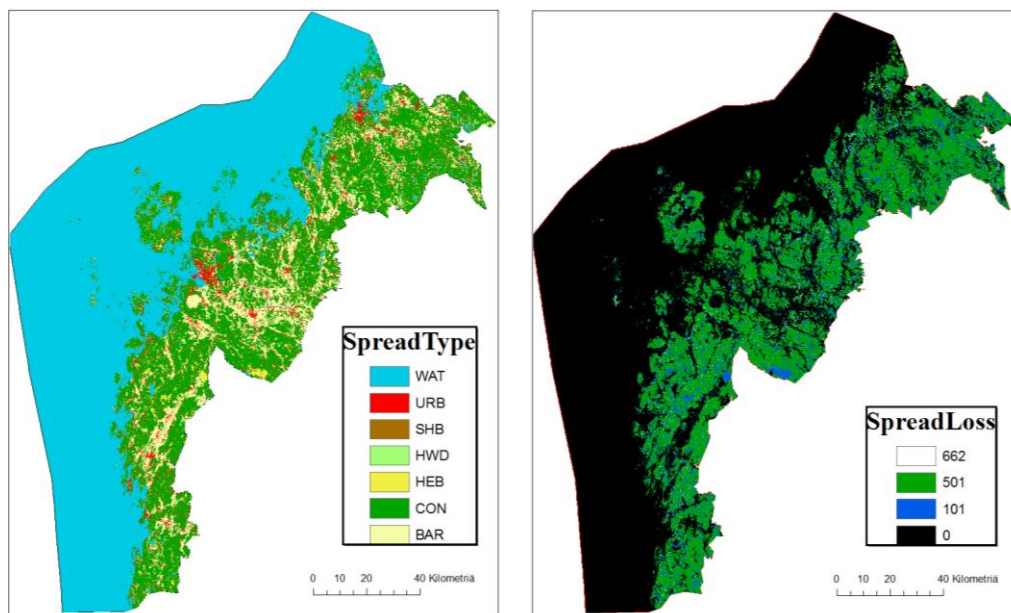 SpreadType
WAT
URB
SHB
HWD
HEB
CON
BAR
0 10 20 40 Kilometriä
SpreadLoss
662
501
101
0
0 10 20 40 Kilometriä